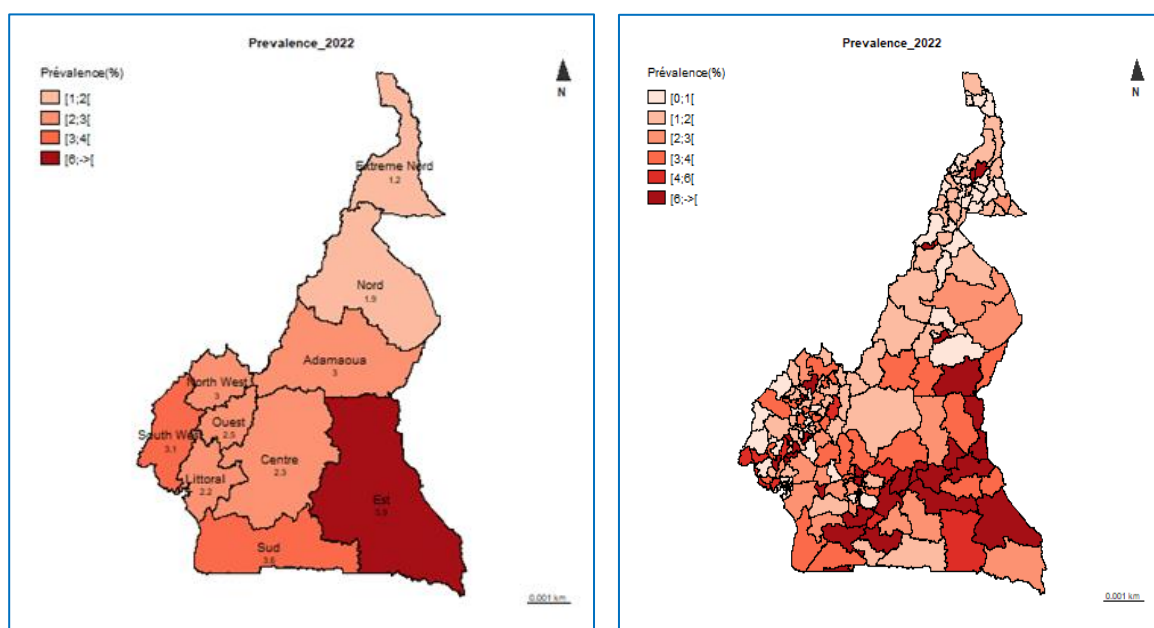 Prevalence_2022
Prévalence(%)
[1;2[
[2;3[
[3;4[
[6;->[
N
Extreme Nord
1.2
Nord
1.9
Adamaoua
3
North West
3
Ouest
2.5
South West
3.1
Littoral
2.2
Centre
2.3
Est
Sud
0.001 km
Prevalence_2022
Prévalence(%)
[0;1[
[1;2[
[2;3[
[3;4[
[4;6[
[6;->[
N
0.001 km